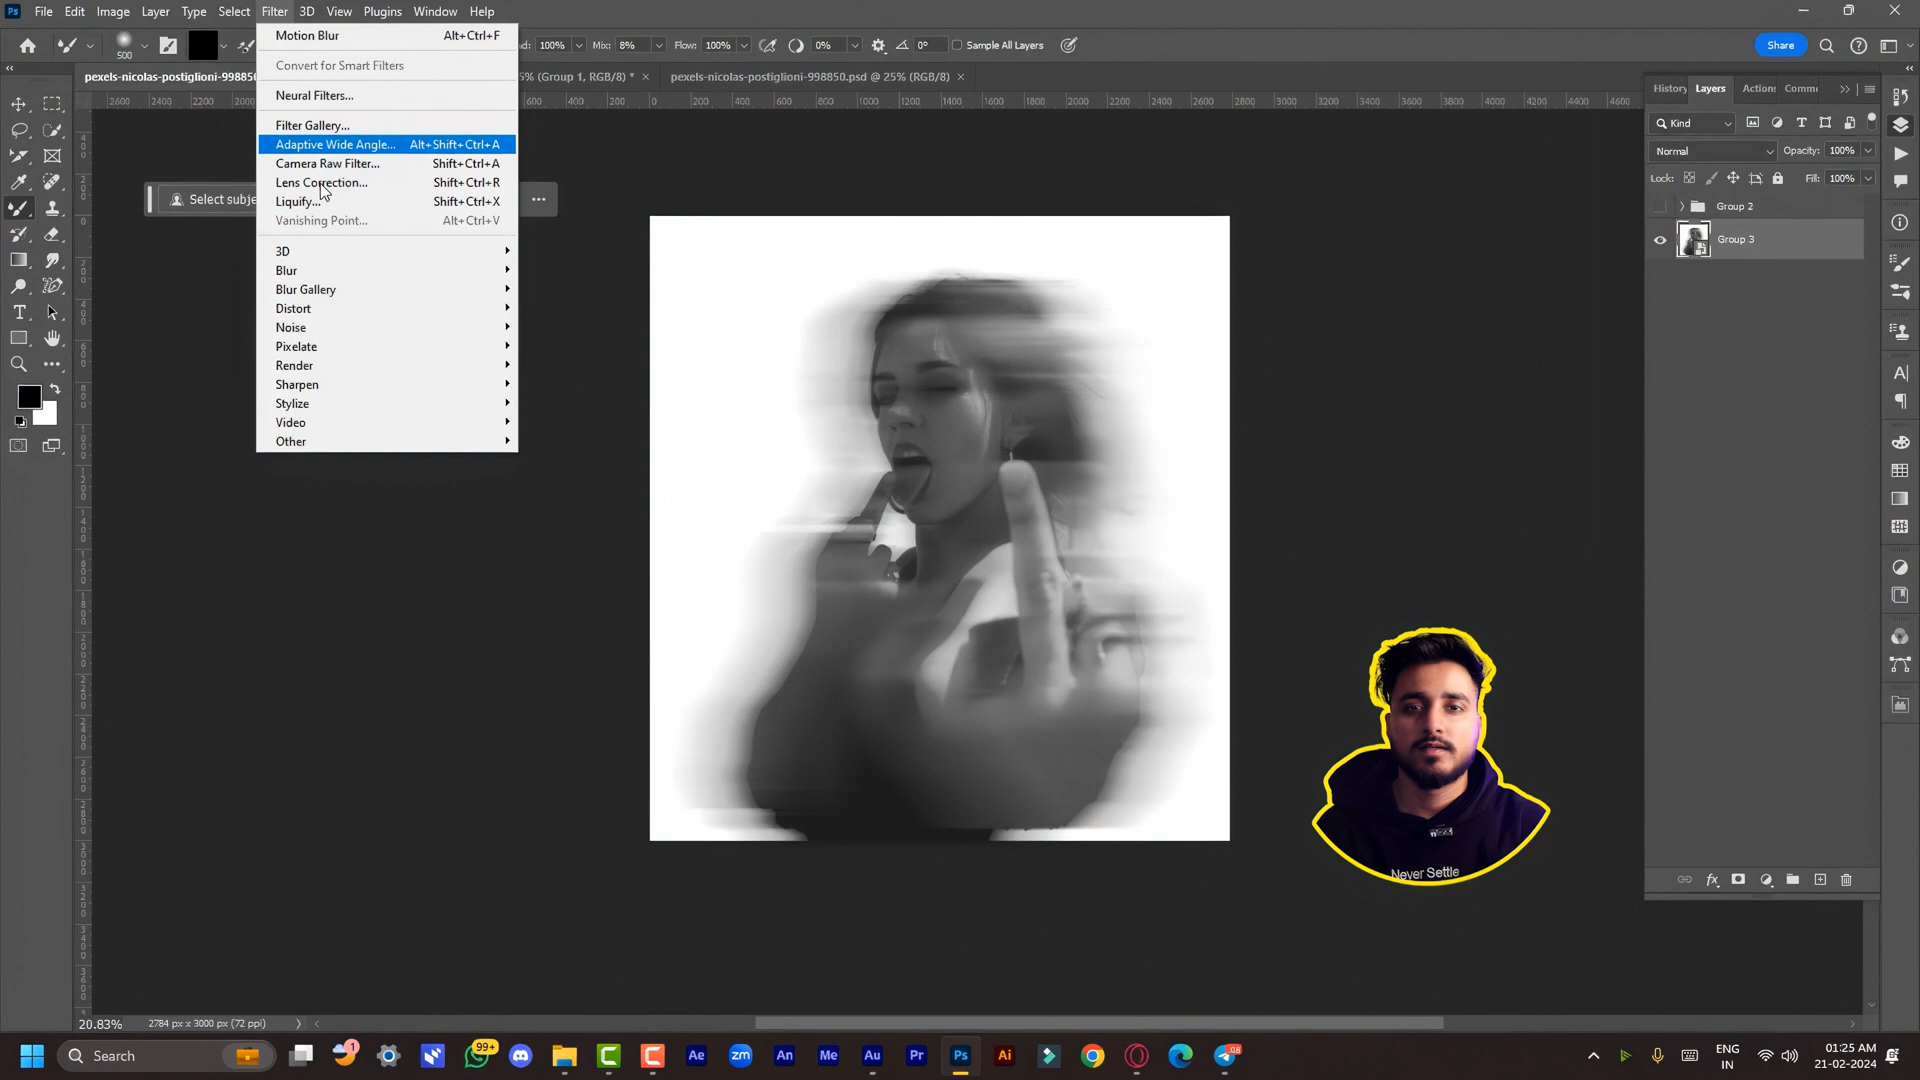 Ps File Edit Image Layer Type Select Filter 3D View Plugins Window Help
500 100% Mix: 8% Flow: 100% 0% 0° Sample All Layers Share
pexels-nicolas-postiglioni-99885 5% (Group 1, RGB/8) * × pexels-nicolas-postiglioni-998850.psd @ 25% (RGB/8) ×
2600 2400 2200 2000 600 400 200 0 200 400 600 800 1000 1200 1400 1600 1800 2000 2200 2400 2600 2800 3000 3200 3400 3600 3800 4000 4200 4400 4600
Motion Blur Alt+Ctrl+F
Convert for Smart Filters
Neural Filters...
Filter Gallery...
Adaptive Wide Angle... Alt+Shift+Ctrl+A
Camera Raw Filter... Shift+Ctrl+A
Lens Correction... Shift+Ctrl+R
Liquify... Shift+Ctrl+X
Vanishing Point... Alt+Ctrl+V
3D
Blur
Blur Gallery
Distort
Noise
Pixelate
Render
Sharpen
Stylize
Video
Other
Select subje
History Layers Action Comm
Kind
Normal Opacity: 100%
Lock: Fill: 100%
Group 2
Group 3
Never Settle
20.83% 2784 px x 3000 px (72 ppi)
Search 1 99+ Ae zm An Me Au Pr Ps Ai 08
ENG
IN
01:25 AM
21-02-2024